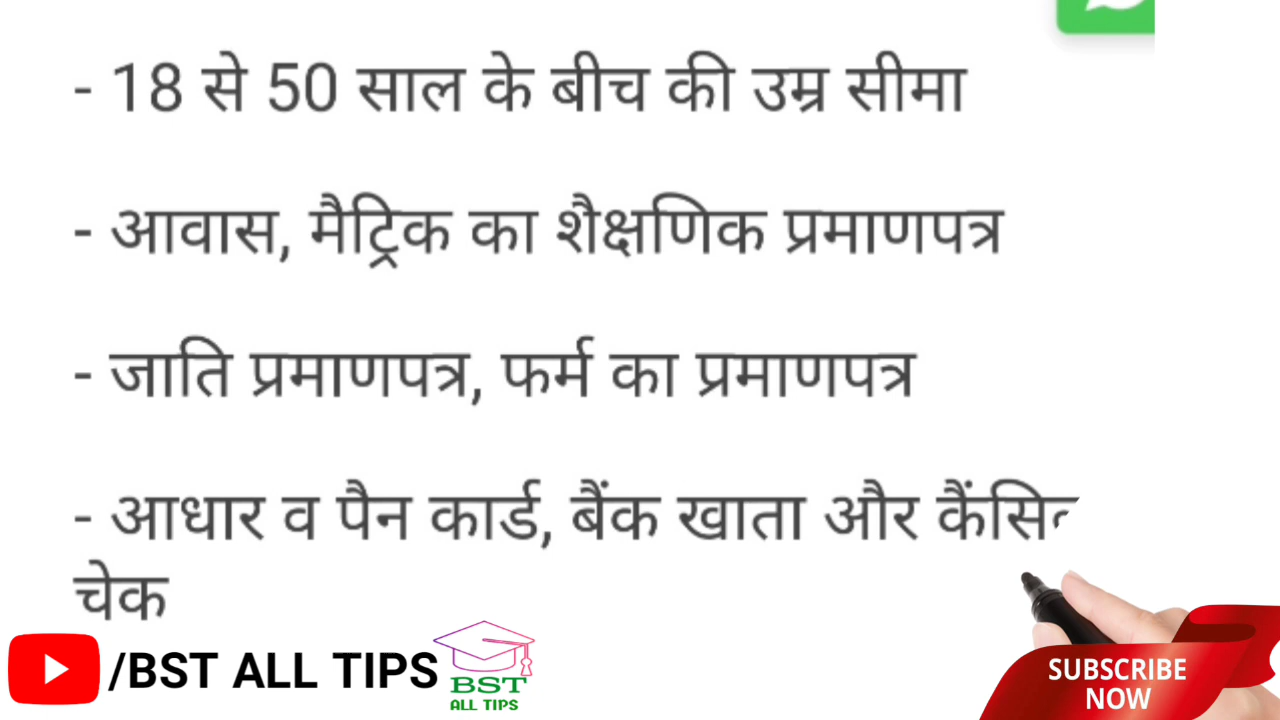 - 18 से 50 साल के बीच की उम्र सीमा
- आवास, मैट्रिक का शैक्षणिक प्रमाणपत्र
- जाति प्रमाणपत्र, फर्म का प्रमाणपत्र
- आधार व पैन कार्ड, बैंक खाता और
चेक
/BST ALL TIPS
BST
ALL TIPS
SUBSCRIBE
NOW